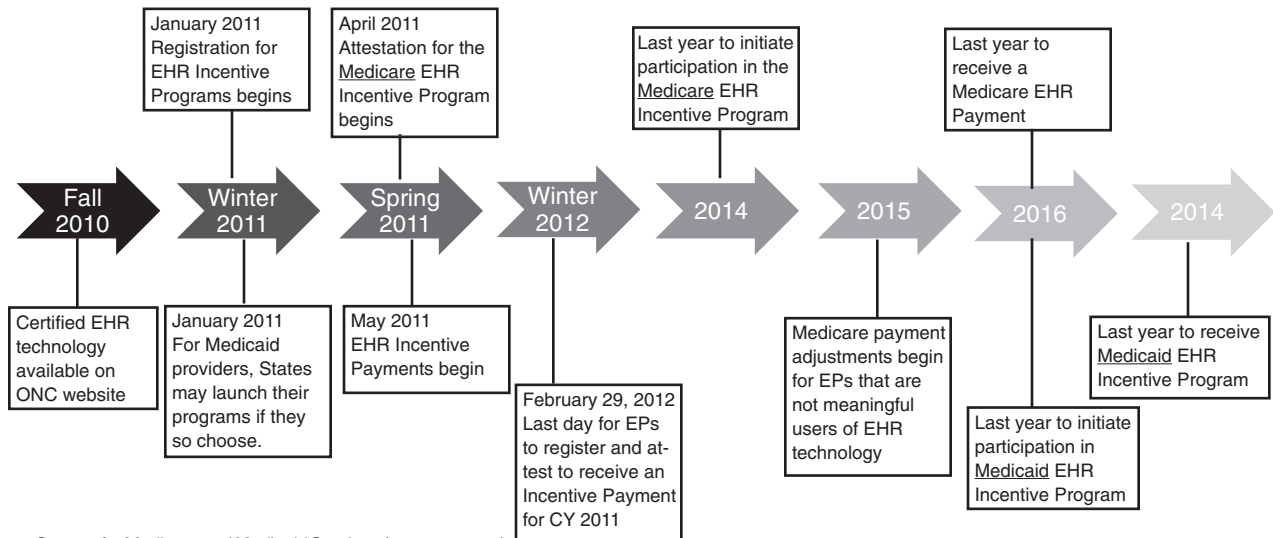 January 2011
Registration for
EHR Incentive
Programs begins
April 2011
Attestation for the
Medicare EHR
Incentive Program
begins
Last year to initiate
participation in the
Medicare EHR
Incentive Program
Last year to
receive a
Medicare EHR
Payment
Fall
2010
Winter
2011
Spring
2011
Winter
2012
2014
2015
2016
2014
Certified EHR
technology
available on
ONC website
January 2011
For Medicaid
providers, States
may launch their
programs if they
so choose.
May 2011
EHR Incentive
Payments begin
February 29, 2012
Last day for EPs
to register and at-
test to receive an
Incentive Payment
for CY 2011
Medicare payment
adjustments begin
for EPs that are
not meaningful
users of EHR
technology
Last year to initiate
participation in
Medicaid EHR
Incentive Program
Last year to receive
Medicaid EHR
Incentive Program